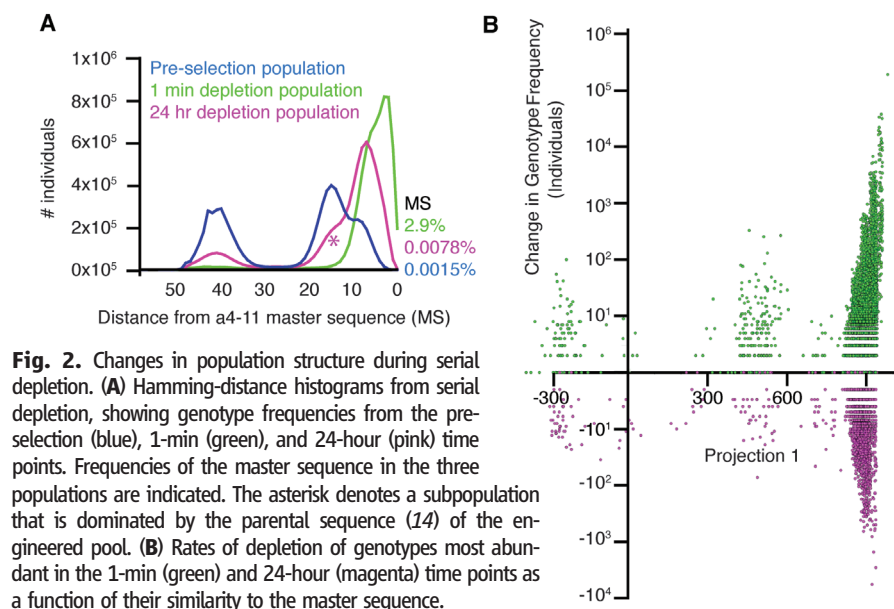 A
1x10⁶
8x10⁵
6x10⁵
4x10⁵
2x10⁵
0x10⁵
# individuals
Pre-selection population
1 min depletion population
24 hr depletion population
*
MS
2.9%
0.0078%
0.0015%
50 40 30 20 10 0
Distance from a4-11 master sequence (MS)
B
Change in Genotype Frequency
(Individuals)
10⁶
10⁵
10⁴
10³
10²
10¹
-300 300 600
-10¹
Projection 1
-10²
-10³
-10⁴
Fig. 2. Changes in population structure during serial
depletion. (A) Hamming-distance histograms from serial
depletion, showing genotype frequencies from the pre-
selection (blue), 1-min (green), and 24-hour (pink) time
points. Frequencies of the master sequence in the three
populations are indicated. The asterisk denotes a subpopulation
that is dominated by the parental sequence (14) of the en-
gineered pool. (B) Rates of depletion of genotypes most abun-
dant in the 1-min (green) and 24-hour (magenta) time points as
a function of their similarity to the master sequence.